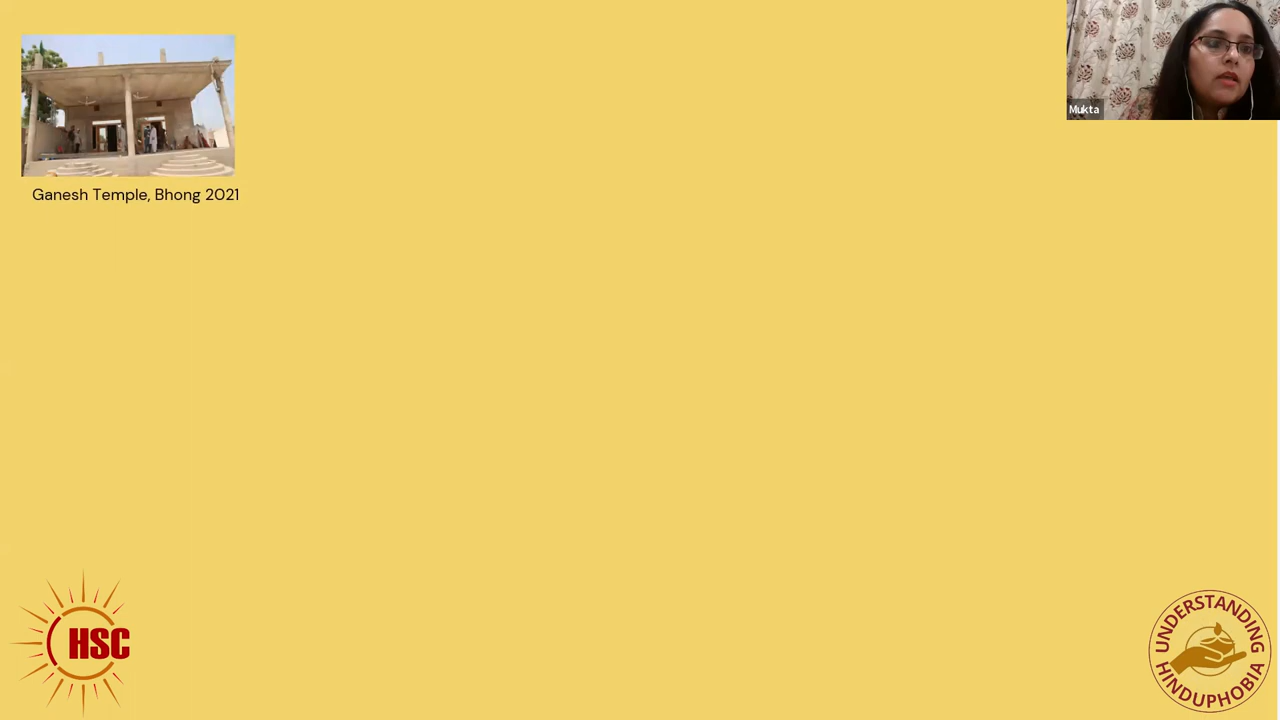 Mukta
Ganesh Temple, Bhong 2021
HSC
UNDERSTANDING
HINDUPHOBIA